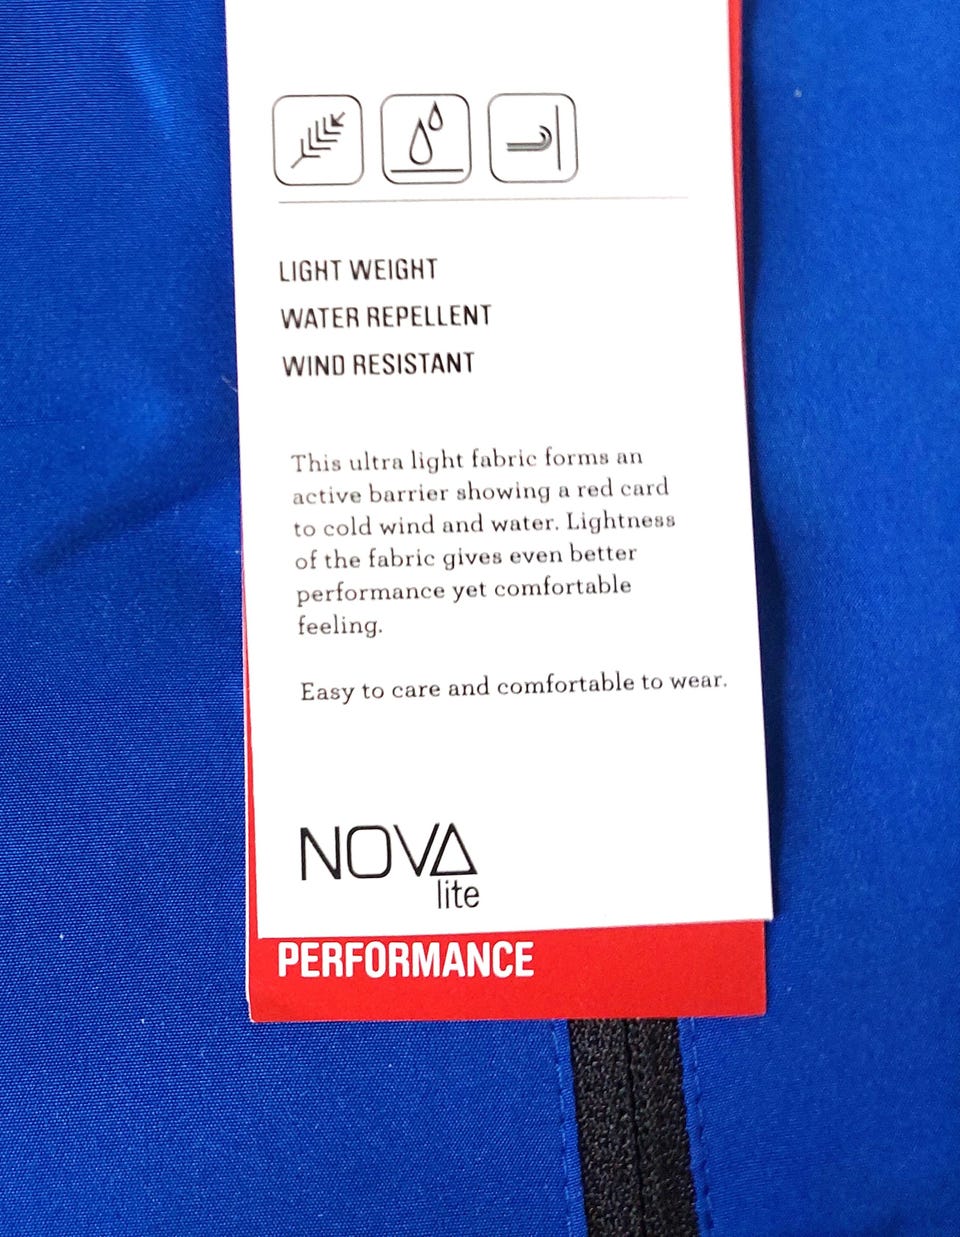 LIGHT WEIGHT
WATER REPELLENT
WIND RESISTANT
This ultra light fabric forms an
active barrier showing a red card
to cold wind and water. Lightness
of the fabric gives even better
performance yet comfortable
feeling.
Easy to care and comfortable to wear.
NOVA
lite
PERFORMANCE